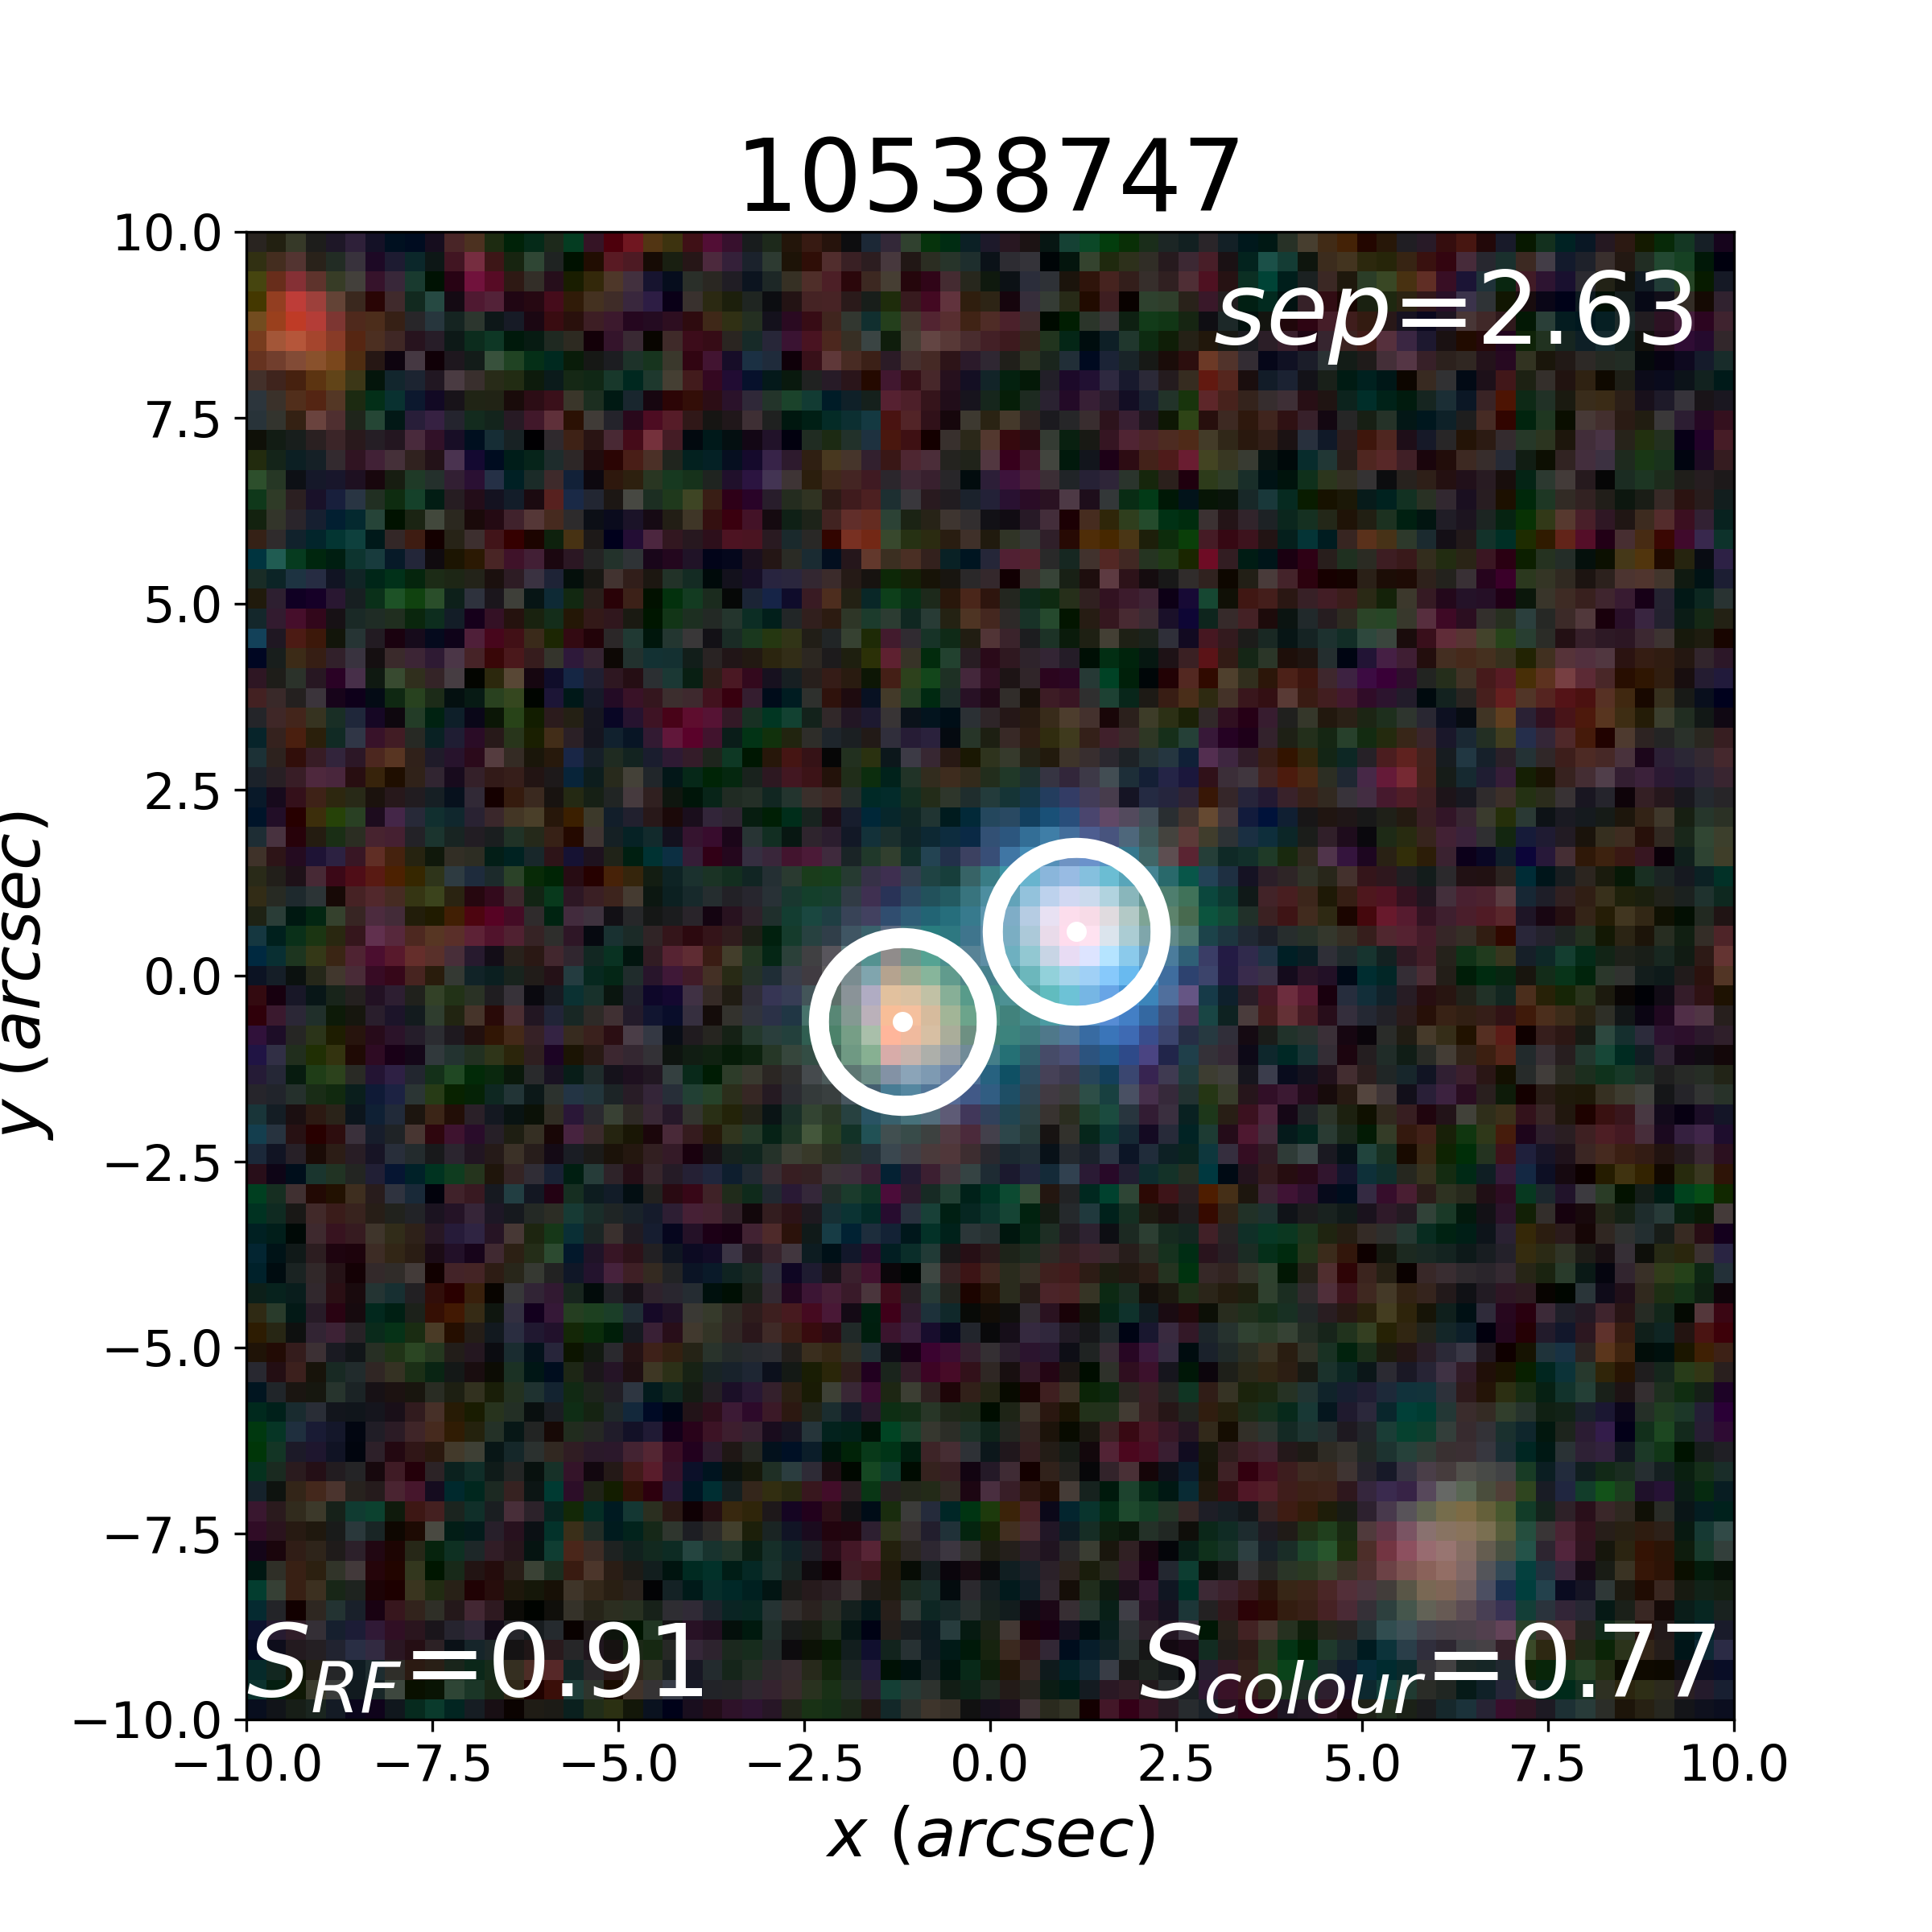 10538747
sep=2.63
10.0
7.5
5.0
2.5
0.0
−2.5
−5.0
−7.5
−10.0
y (arcsec)
S_RF=0.91
S_colour=0.77
−10.0 −7.5 −5.0 −2.5 0.0 2.5 5.0 7.5 10.0
x (arcsec)